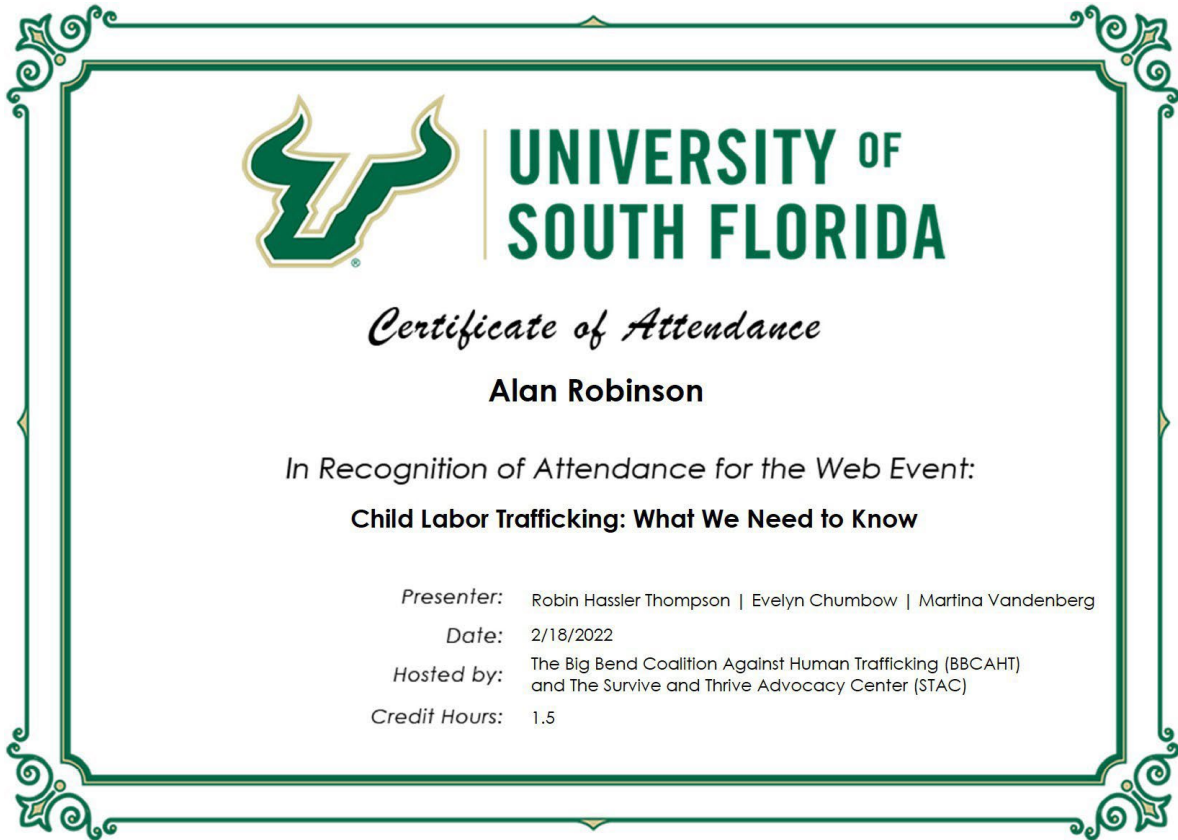 UNIVERSITY OF
SOUTH FLORIDA
®
Certificate of Attendance
Alan Robinson
In Recognition of Attendance for the Web Event:
Child Labor Trafficking: What We Need to Know
Presenter: Robin Hassler Thompson | Evelyn Chumbow | Martina Vandenberg
Date: 2/18/2022
Hosted by: The Big Bend Coalition Against Human Trafficking (BBCAHT)
and The Survive and Thrive Advocacy Center (STAC)
Credit Hours: 1.5